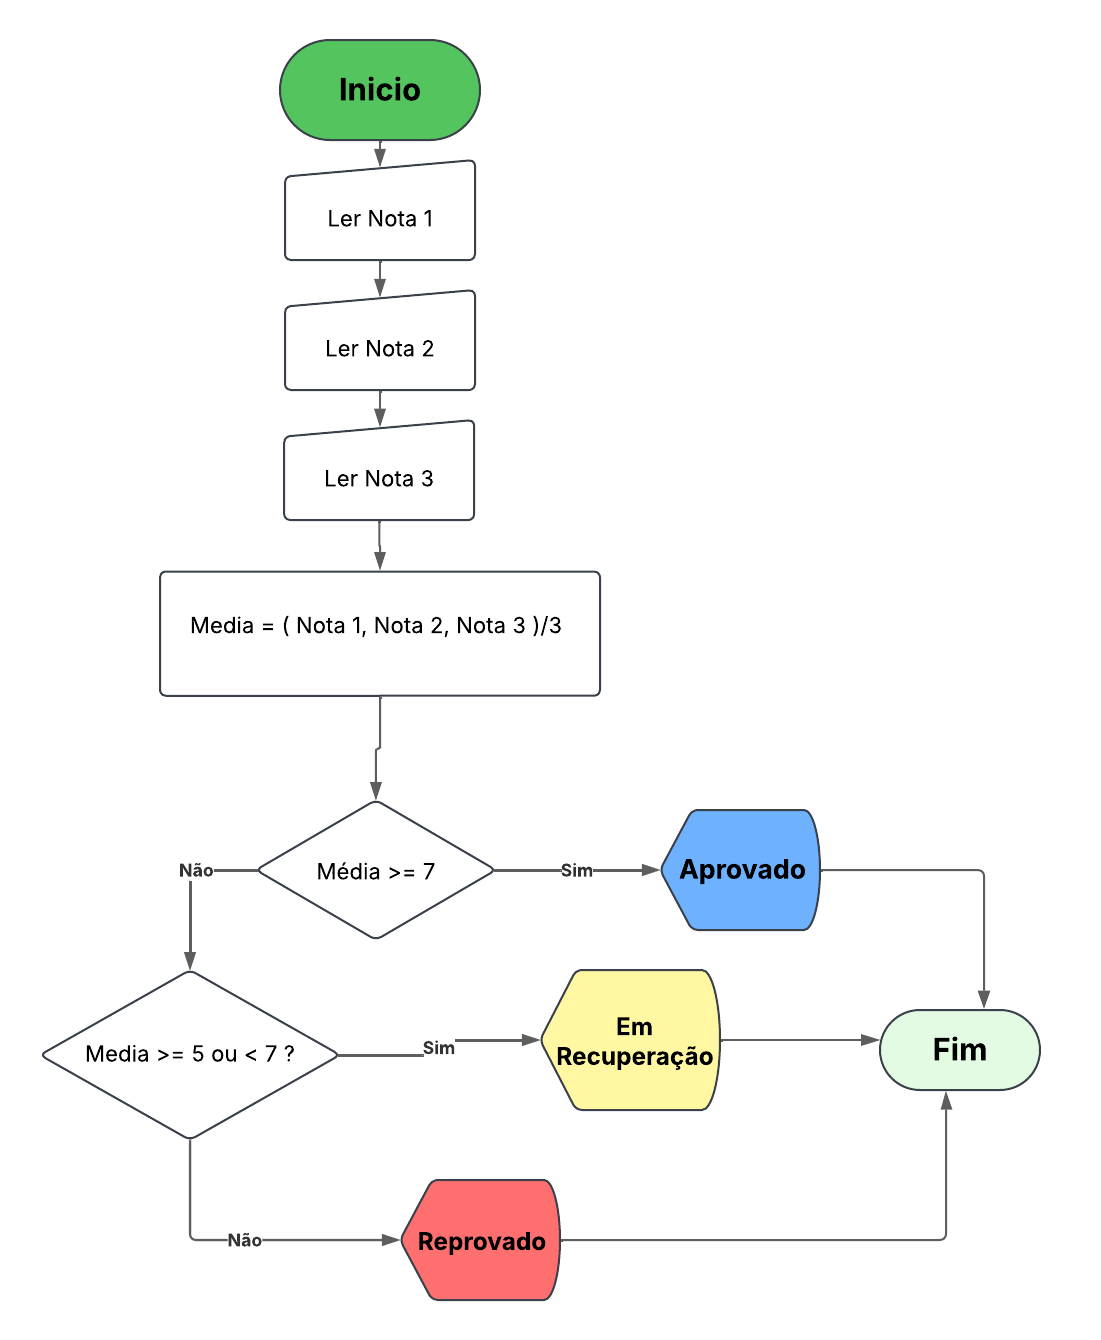 Inicio
Ler Nota 1
Ler Nota 2
Ler Nota 3
Media = ( Nota 1, Nota 2, Nota 3 )/3
Média >= 7
Não
Sim
Aprovado
Media >= 5 ou < 7 ?
Sim
Em
Recuperação
Fim
Não
Reprovado